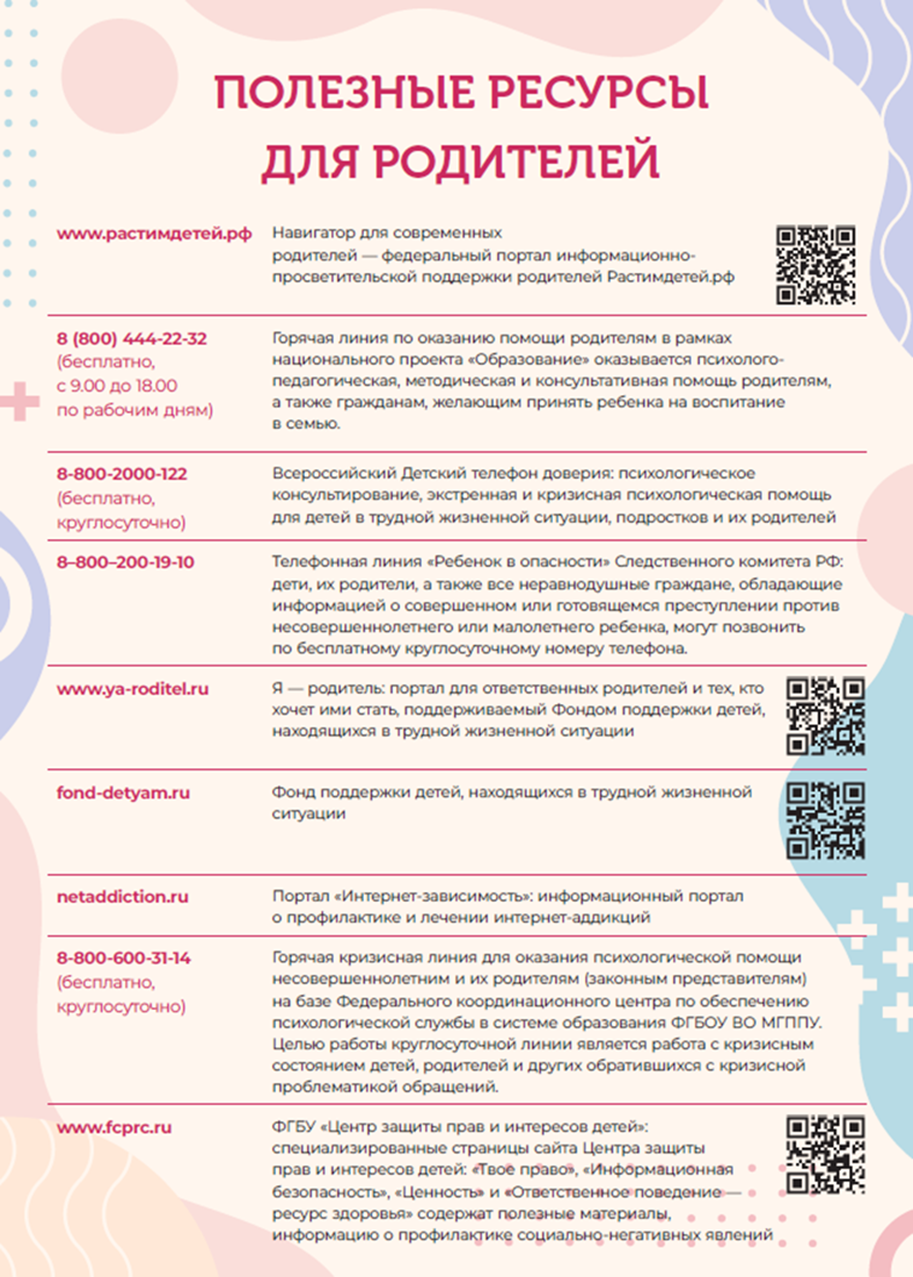 ПОЛЕЗНЫЕ РЕСУРСЫ
ДЛЯ РОДИТЕЛЕЙ
www.растимдетей.рф
Навигатор для современных
родителей — федеральный портал информационно-
просветительской поддержки родителей Растимдетей.рф
8 (800) 444-22-32
(бесплатно,
с 9.00 до 18.00
по рабочим дням)
Горячая линия по оказанию помощи родителям в рамках
национального проекта «Образование» оказывается психолого-
педагогическая, методическая и консультативная помощь родителям,
а также гражданам, желающим принять ребенка на воспитание
в семью.
8-800-2000-122
(бесплатно,
круглосуточно)
Всероссийский Детский телефон доверия: психологическое
консультирование, экстренная и кризисная психологическая помощь
для детей в трудной жизненной ситуации, подростков и их родителей
8–800–200-19-10
Телефонная линия «Ребенок в опасности» Следственного комитета РФ:
дети, их родители, а также все неравнодушные граждане, обладающие
информацией о совершенном или готовящемся преступлении против
несовершеннолетнего или малолетнего ребенка, могут позвонить
по бесплатному круглосуточному номеру телефона.
www.ya-roditel.ru
Я — родитель: портал для ответственных родителей и тех, кто
хочет ими стать, поддерживаемый Фондом поддержки детей,
находящихся в трудной жизненной ситуации
fond-detyam.ru
Фонд поддержки детей, находящихся в трудной жизненной
ситуации
netaddiction.ru
Портал «Интернет-зависимость»: информационный портал
о профилактике и лечении интернет-аддикций
8-800-600-31-14
(бесплатно,
круглосуточно)
Горячая кризисная линия для оказания психологической помощи
несовершеннолетним и их родителям (законным представителям)
на базе Федерального координационного центра по обеспечению
психологической службы в системе образования ФГБОУ ВО МГППУ.
Целью работы круглосуточной линии является работа с кризисным
состоянием детей, родителей и других обратившихся с кризисной
проблематикой обращений.
www.fcprc.ru
ФГБУ «Центр защиты прав и интересов детей»:
специализированные страницы сайта Центра защиты
прав и интересов детей: «Твое право», «Информационная
безопасность», «Ценность» и «Ответственное поведение —
ресурс здоровья» содержат полезные материалы,
информацию о профилактике социально-негативных явлений